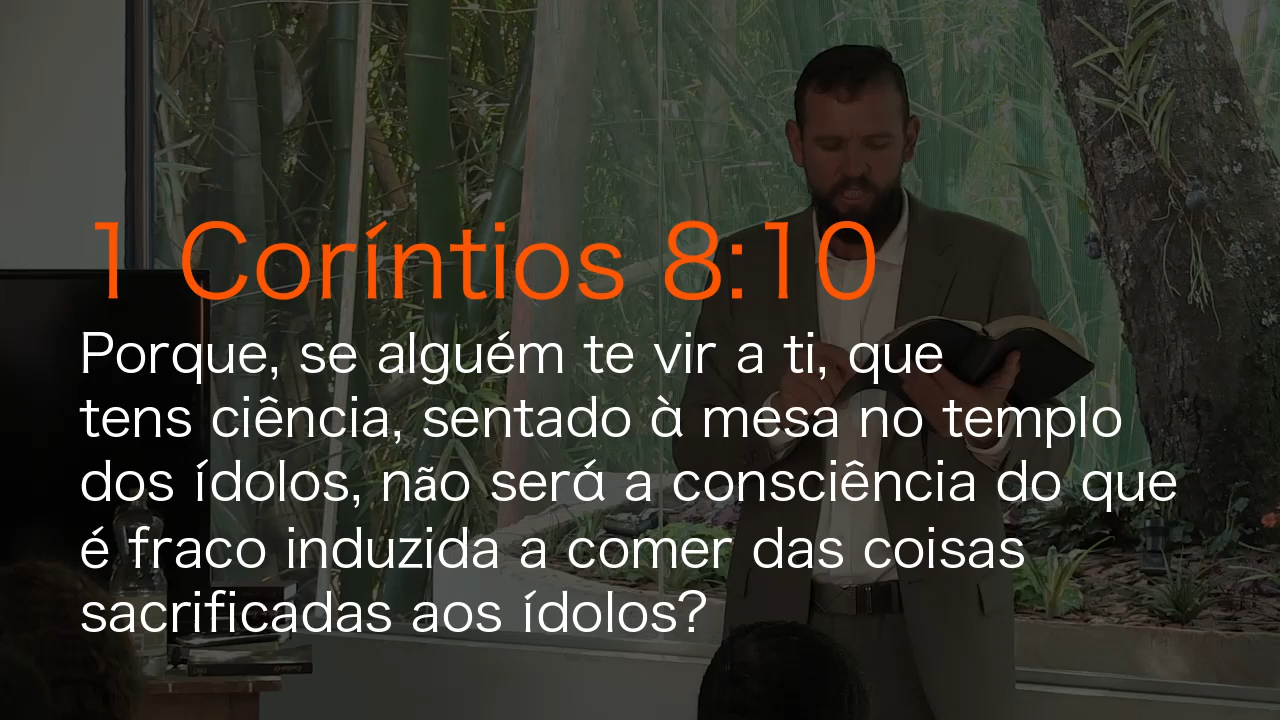 1 Coríntios 8:10
Porque, se alguém te vir a ti, que
tens ciência, sentado à mesa no templo
dos ídolos, não será a consciência do que
é fraco induzida a comer das coisas
sacrificadas aos ídolos?